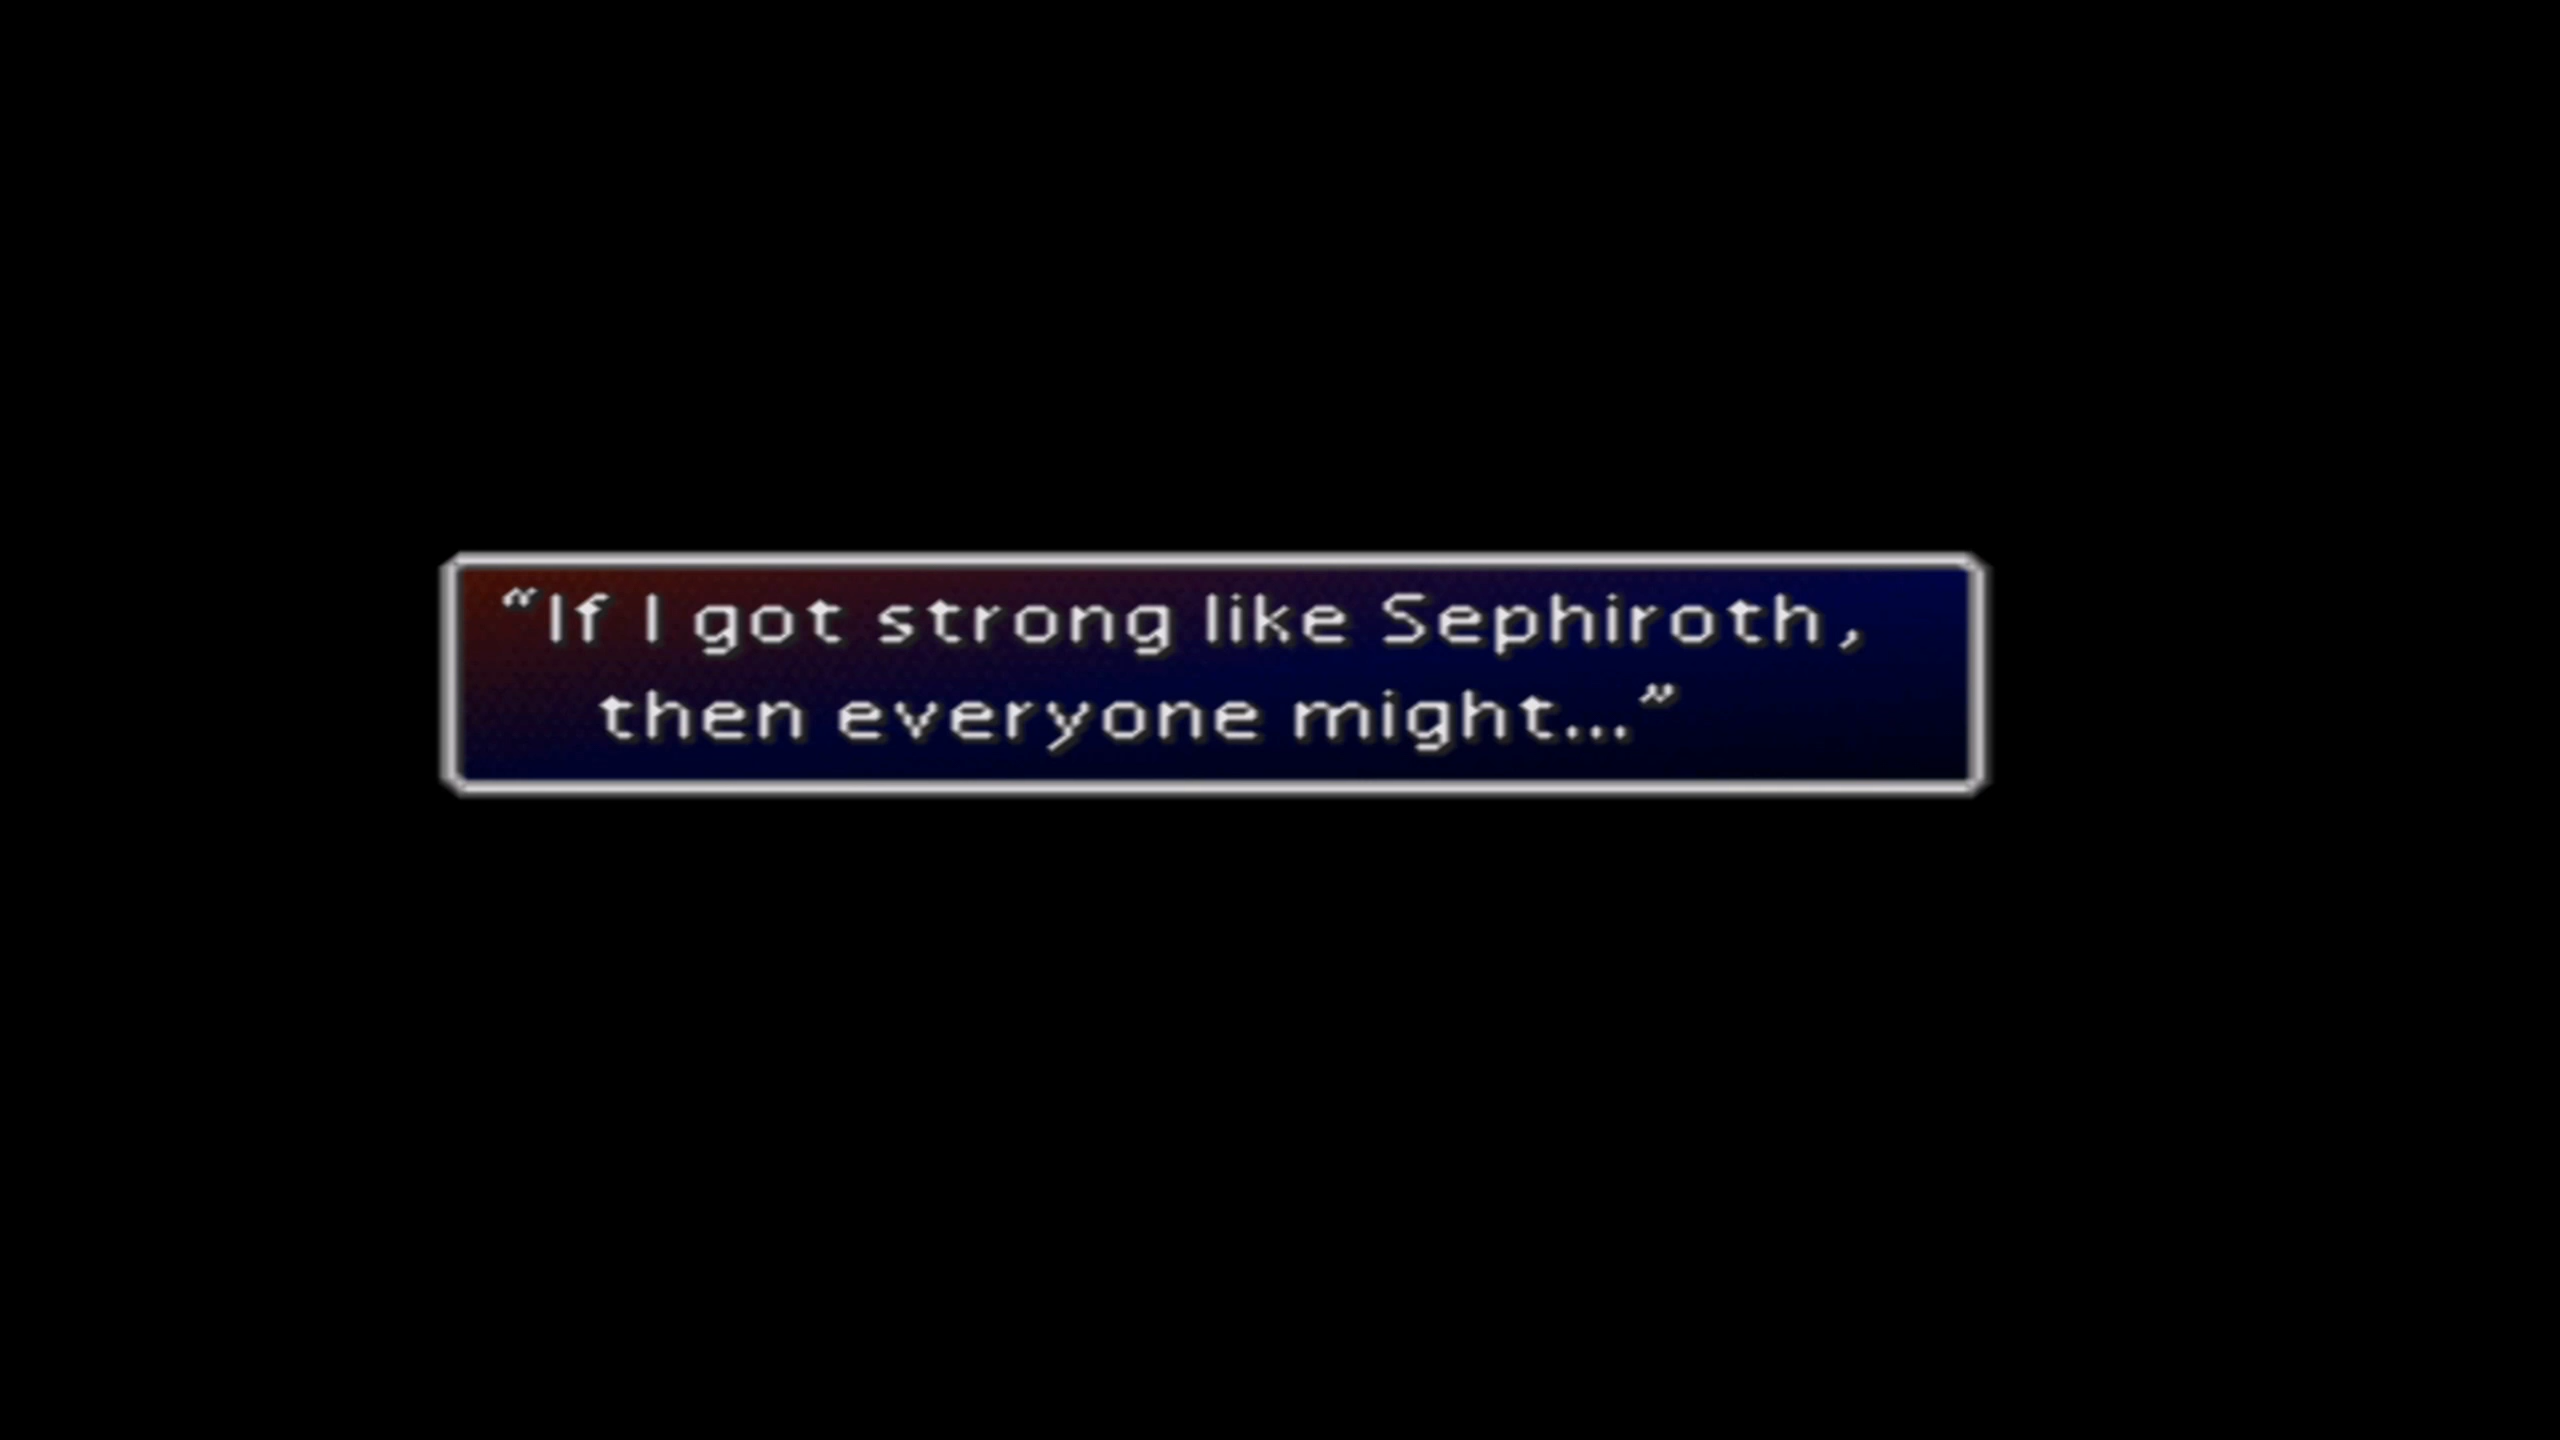 “If I got strong like Sephiroth,
then everyone might...”